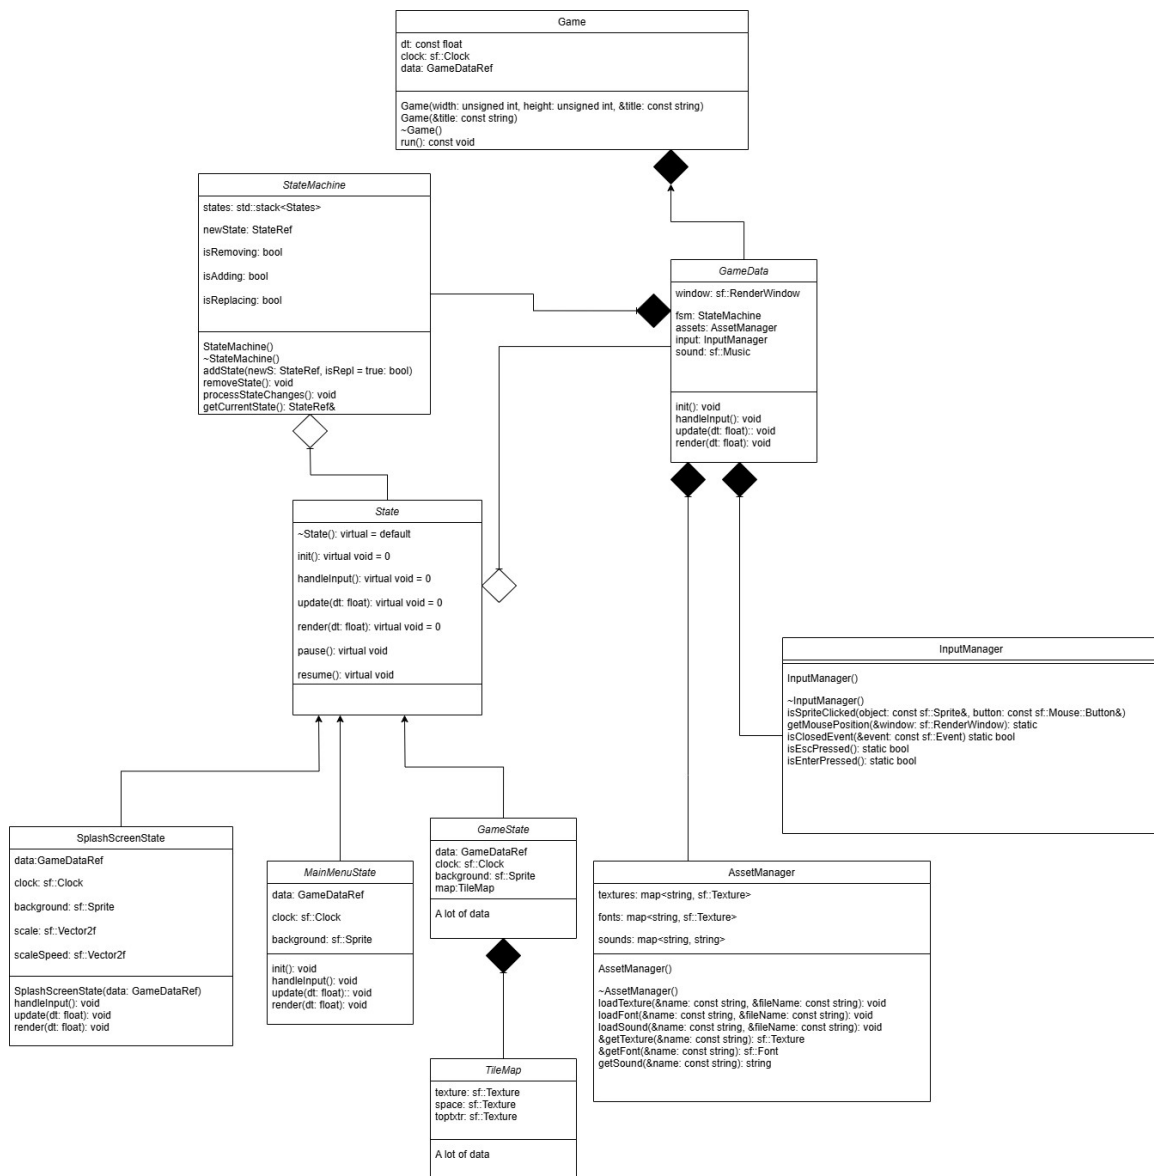 Game
dt: const float
clock: sf::Clock
data: GameDataRef
Game(width: unsigned int, height: unsigned int, &title: const string)
Game(&title: const string)
~Game()
run(): const void
StateMachine
states: std::stack<States>
newState: StateRef
isRemoving: bool
isAdding: bool
isReplacing: bool
StateMachine()
~StateMachine()
addState(newS: StateRef, isRepl = true: bool)
removeState(): void
processStateChanges(): void
getCurrentState(): StateRef&
GameData
window: sf::RenderWindow
fsm: StateMachine
assets: AssetManager
input: InputManager
sound: sf::Music
init(): void
handleInput(): void
update(dt: float):: void
render(dt: float): void
State
~State(): virtual = default
init(): virtual void = 0
handleInput(): virtual void = 0
update(dt: float): virtual void = 0
render(dt: float): virtual void = 0
pause(): virtual void
resume(): virtual void
InputManager
InputManager()
~InputManager()
isSpriteClicked(object: const sf::Sprite&, button: const sf::Mouse::Button&)
getMousePosition(&window: sf::RenderWindow): static
isClosedEvent(&event: const sf::Event) static bool
isEscPressed(): static bool
isEnterPressed(): static bool
SplashScreenState
data:GameDataRef
clock: sf::Clock
background: sf::Sprite
scale: sf::Vector2f
scaleSpeed: sf::Vector2f
SplashScreenState(data: GameDataRef)
handleInput(): void
update(dt: float): void
render(dt: float): void
MainMenuState
data: GameDataRef
clock: sf::Clock
background: sf::Sprite
init(): void
handleInput(): void
update(dt: float):: void
render(dt: float): void
GameState
data: GameDataRef
clock: sf::Clock
background: sf::Sprite
map:TileMap
A lot of data
AssetManager
textures: map<string, sf::Texture>
fonts: map<string, sf::Texture>
sounds: map<string, string>
AssetManager()
~AssetManager()
loadTexture(&name: const string, &fileName: const string): void
loadFont(&name: const string, &fileName: const string): void
loadSound(&name: const string, &fileName: const string): void
&getTexture(&name: const string): sf::Texture
&getFont(&name: const string): sf::Font
getSound(&name: const string): string
TileMap
texture: sf::Texture
space: sf::Texture
toptxtr: sf::Texture
A lot of data